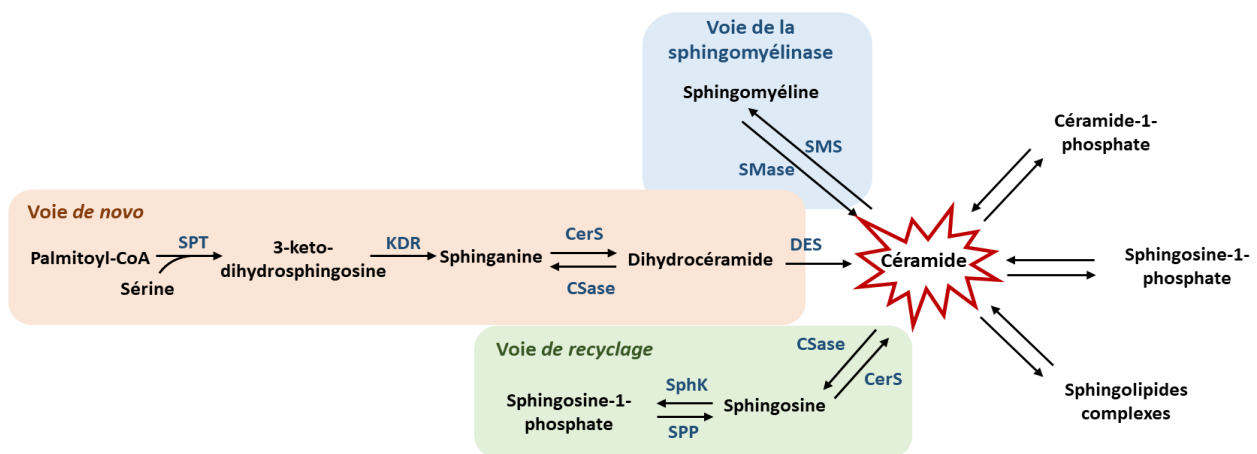 Voie de la
sphingomyélinase
Sphingomyéline
SMS
SMase
Céramide-1-
phosphate
Voie de novo
Palmitoyl-CoA
SPT
Sérine
3-keto-
dihydrosphingosine
KDR
Sphinganine
CerS
CSase
Dihydrocéramide
DES
Céramide
Sphingosine-1-
phosphate
Voie de recyclage
Sphingosine-1-
phosphate
SphK
SPP
Sphingosine
CSase
CerS
Sphingolipides
complexes